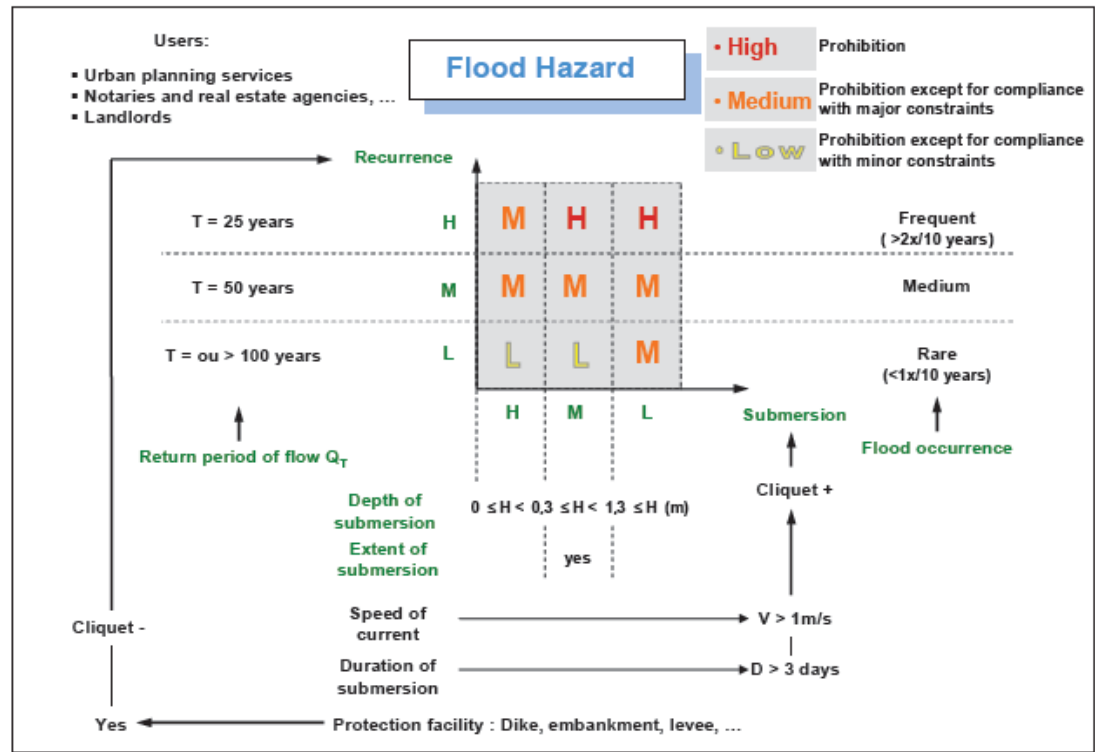 Users:
▪ Urban planning services
▪ Notaries and real estate agencies, ...
▪ Landlords
Flood Hazard
• High Prohibition
• Medium Prohibition except for compliance
with major constraints
• Low Prohibition except for compliance
with minor constraints
Recurrence
T = 25 years H M H H Frequent
( >2x/10 years)
T = 50 years M M M M Medium
T = ou > 100 years L L L M Rare
(<1x/10 years)
H M L
Submersion
Return period of flow QT
Flood occurrence
Cliquet +
Depth of
submersion
0 ≤ H < 0,3 ≤ H < 1,3 ≤ H (m)
Extent of
submersion
yes
Speed of
current
V > 1m/s
Cliquet -
Duration of
submersion
D > 3 days
Yes
Protection facility : Dike, embankment, levee, ...